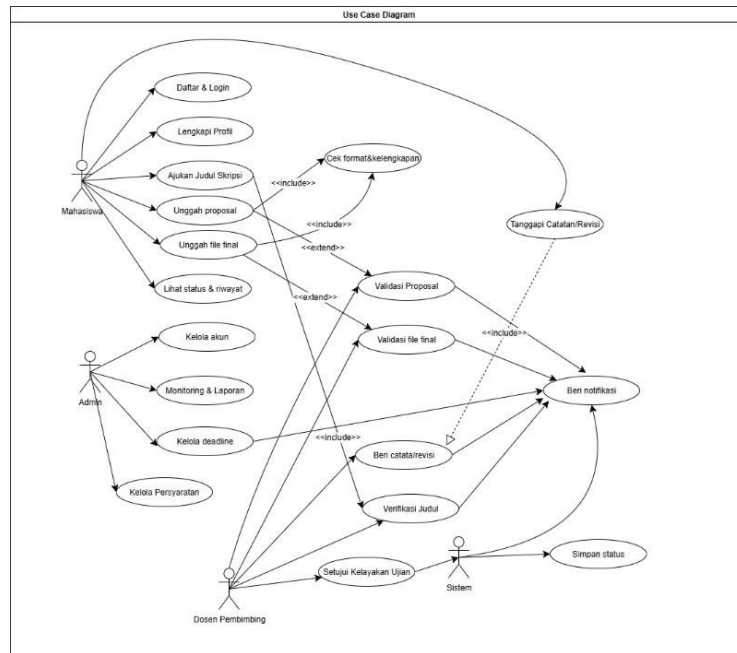 Use Case Diagram
Daftar & Login
Lengkapi Profil
Cek format&kelengkapan
Ajukan Judul Skripsi
<<include>>
Mahasiswa
Unggah proposal
<<include>>
Tanggapi Catatan/Revisi
Unggah file final
<<extend>>
Lihat status & riwayat
<<extend>>
Validasi Proposal
Kelola akun
Validasi file final
<<include>>
Admin
Monitoring & Laporan
Beri notifikasi
Kelola deadline
<<include>>
Beri catata/revisi
Kelola Persyaratan
Verifikasi Judul
Setujui Kelayakan Ujian
Simpan status
Sistem
Dosen Pembimbing